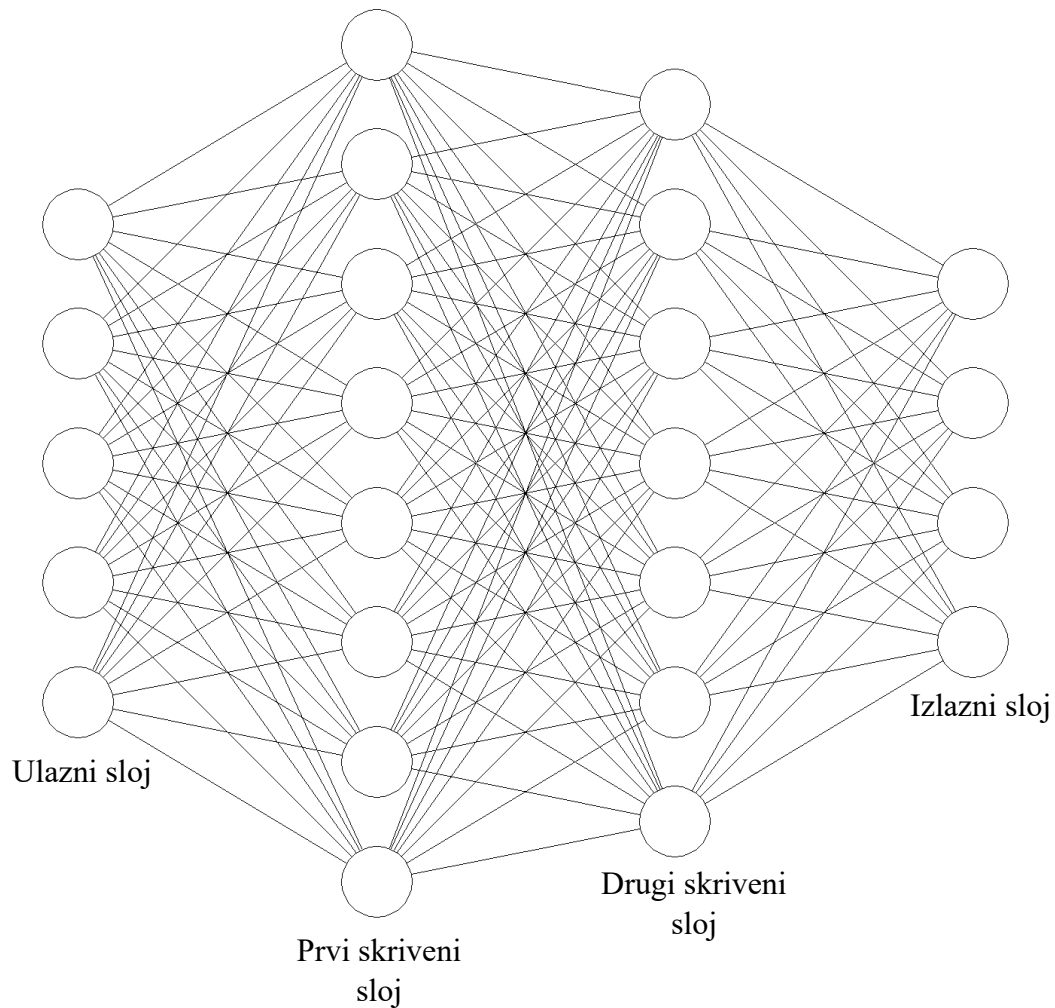 Ulazni sloj
Prvi skriveni
sloj
Drugi skriveni
sloj
Izlazni sloj